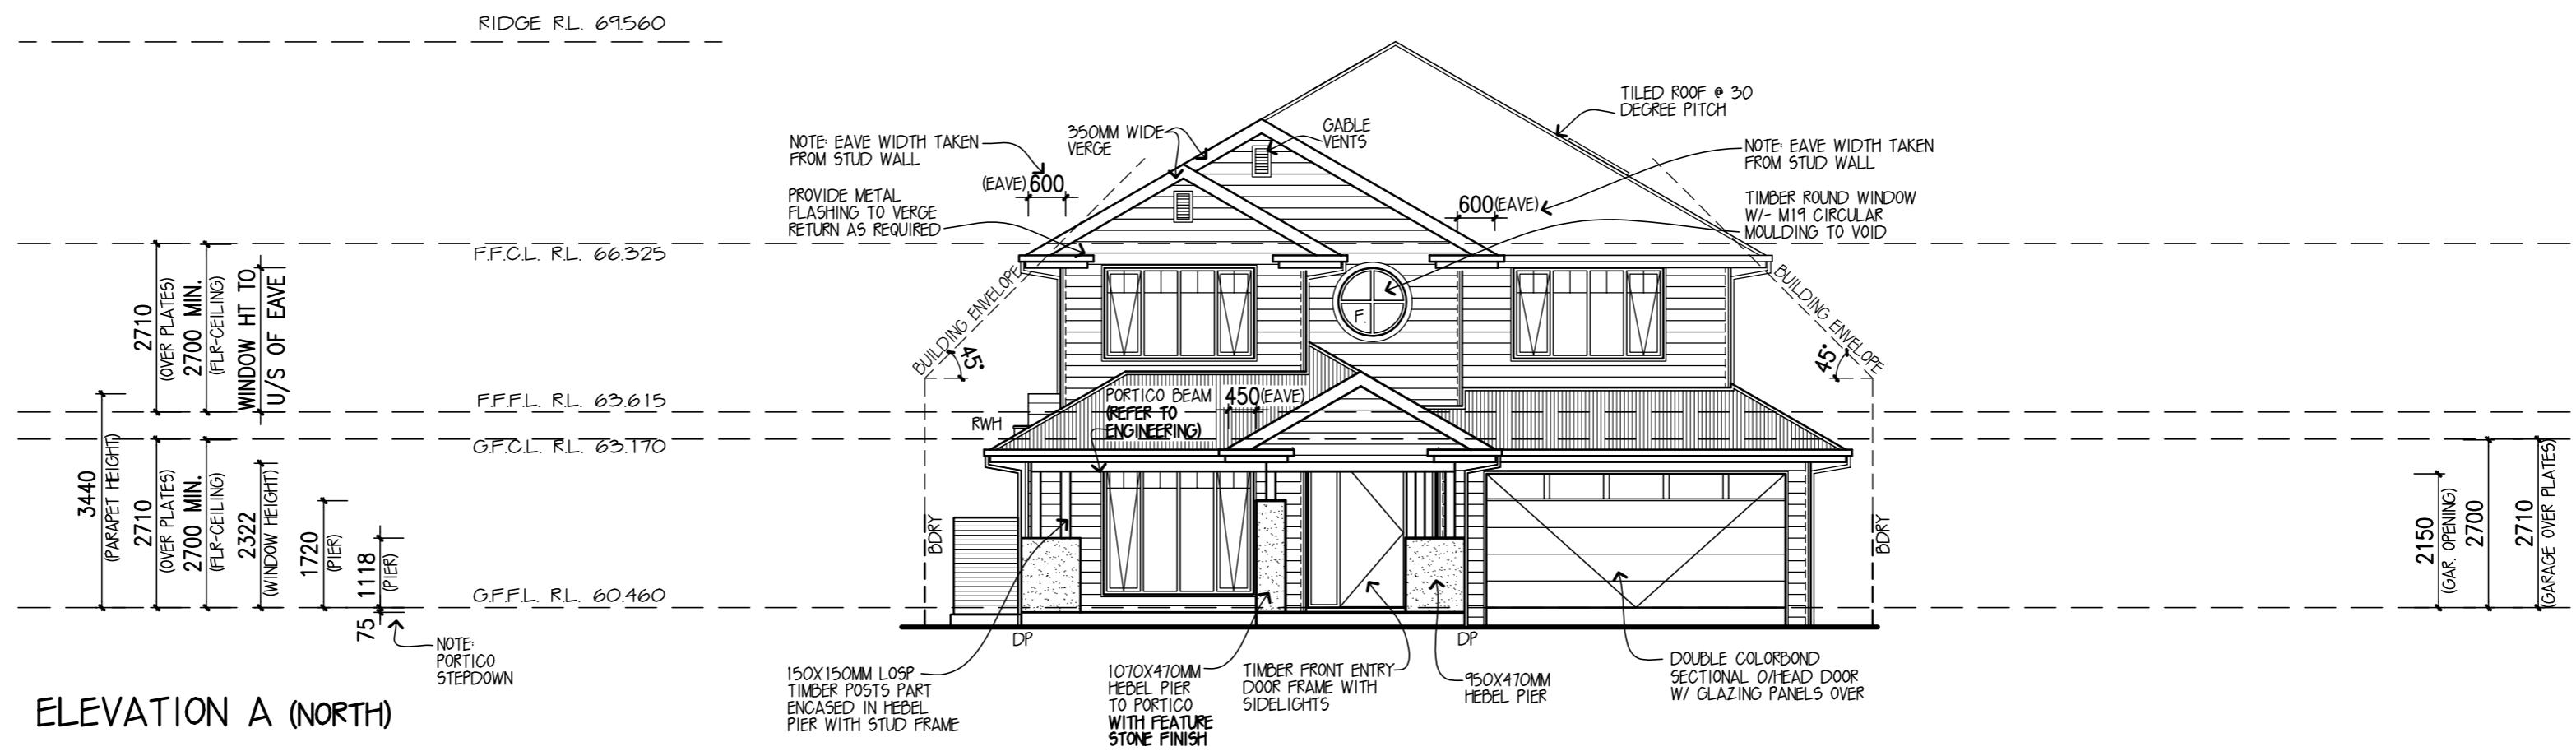 RIDGE R.L. 69.560
TILED ROOF @ 30
DEGREE PITCH
NOTE: EAVE WIDTH TAKEN
FROM STUD WALL
350MM WIDE
VERGE
GABLE
VENTS
NOTE: EAVE WIDTH TAKEN
FROM STUD WALL
(EAVE) 600
PROVIDE METAL
FLASHING TO VERGE
RETURN AS REQUIRED
600 (EAVE)
TIMBER ROUND WINDOW
W/- M19 CIRCULAR
MOULDING TO VOID
F.F.C.L. R.L. 66.325
2710
(OVER PLATES)
2700 MIN.
(FLR-CEILING)
WINDOW HT TO
U/S OF EAVE
BUILDING ENVELOPE
45°
F.
BUILDING ENVELOPE
45°
F.F.F.L. R.L. 63.615
PORTICO BEAM
(REFER TO
ENGINEERING)
450 (EAVE)
RWH
G.F.C.L. R.L. 63.170
3440
(PARAPET HEIGHT)
2710
(OVER PLATES)
2700 MIN.
(FLR-CEILING)
2322
(WINDOW HEIGHT)
1720
(PIER)
1118
(PIER)
75
BDRY
BDRY
2150
(GAR. OPENING)
2700
2710
(GARAGE OVER PLATES)
G.F.F.L. R.L. 60.460
NOTE:
PORTICO
STEPDOWN
DP
DP
150X150MM LOSP
TIMBER POSTS PART
ENCASED IN HEBEL
PIER WITH STUD FRAME
1070X470MM
HEBEL PIER
TO PORTICO
WITH FEATURE
STONE FINISH
TIMBER FRONT ENTRY
DOOR FRAME WITH
SIDELIGHTS
950X470MM
HEBEL PIER
DOUBLE COLORBOND
SECTIONAL O/HEAD DOOR
W/ GLAZING PANELS OVER
ELEVATION A (NORTH)